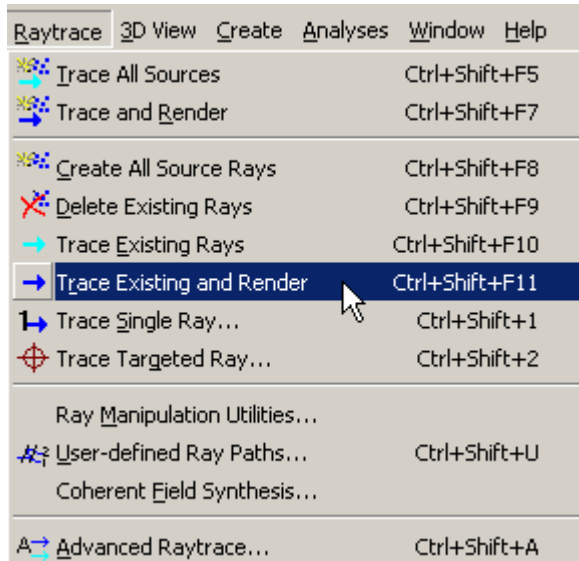 Raytrace 3D View Create Analyses Window Help
Trace All Sources Ctrl+Shift+F5
Trace and Render Ctrl+Shift+F7
Create All Source Rays Ctrl+Shift+F8
Delete Existing Rays Ctrl+Shift+F9
Trace Existing Rays Ctrl+Shift+F10
Trace Existing and Render Ctrl+Shift+F11
Trace Single Ray... Ctrl+Shift+1
Trace Targeted Ray... Ctrl+Shift+2
Ray Manipulation Utilities...
User-defined Ray Paths... Ctrl+Shift+U
Coherent Field Synthesis...
Advanced Raytrace... Ctrl+Shift+A